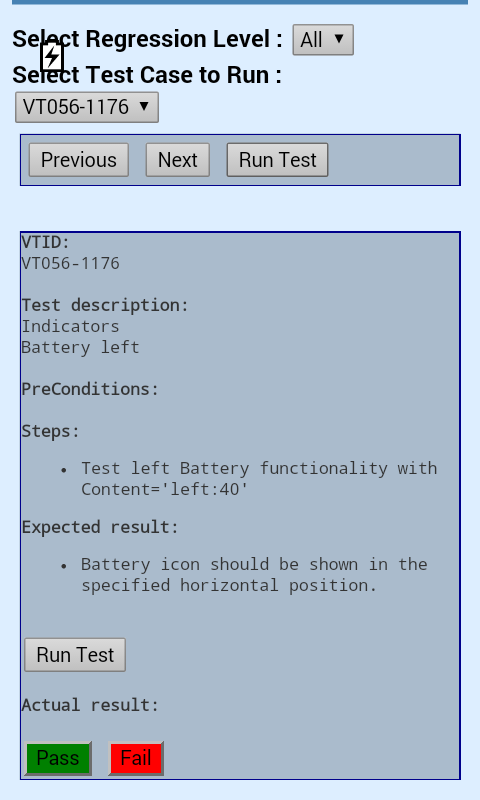 Select Regression Level : All
Select Test Case to Run :
VT056-1176
Previous Next Run Test
VTID:
VT056-1176
Test description:
Indicators
Battery left
PreConditions:
Steps:
• Test left Battery functionality with
Content='left:40'
Expected result:
• Battery icon should be shown in the
specified horizontal position.
Run Test
Actual result:
Pass Fail